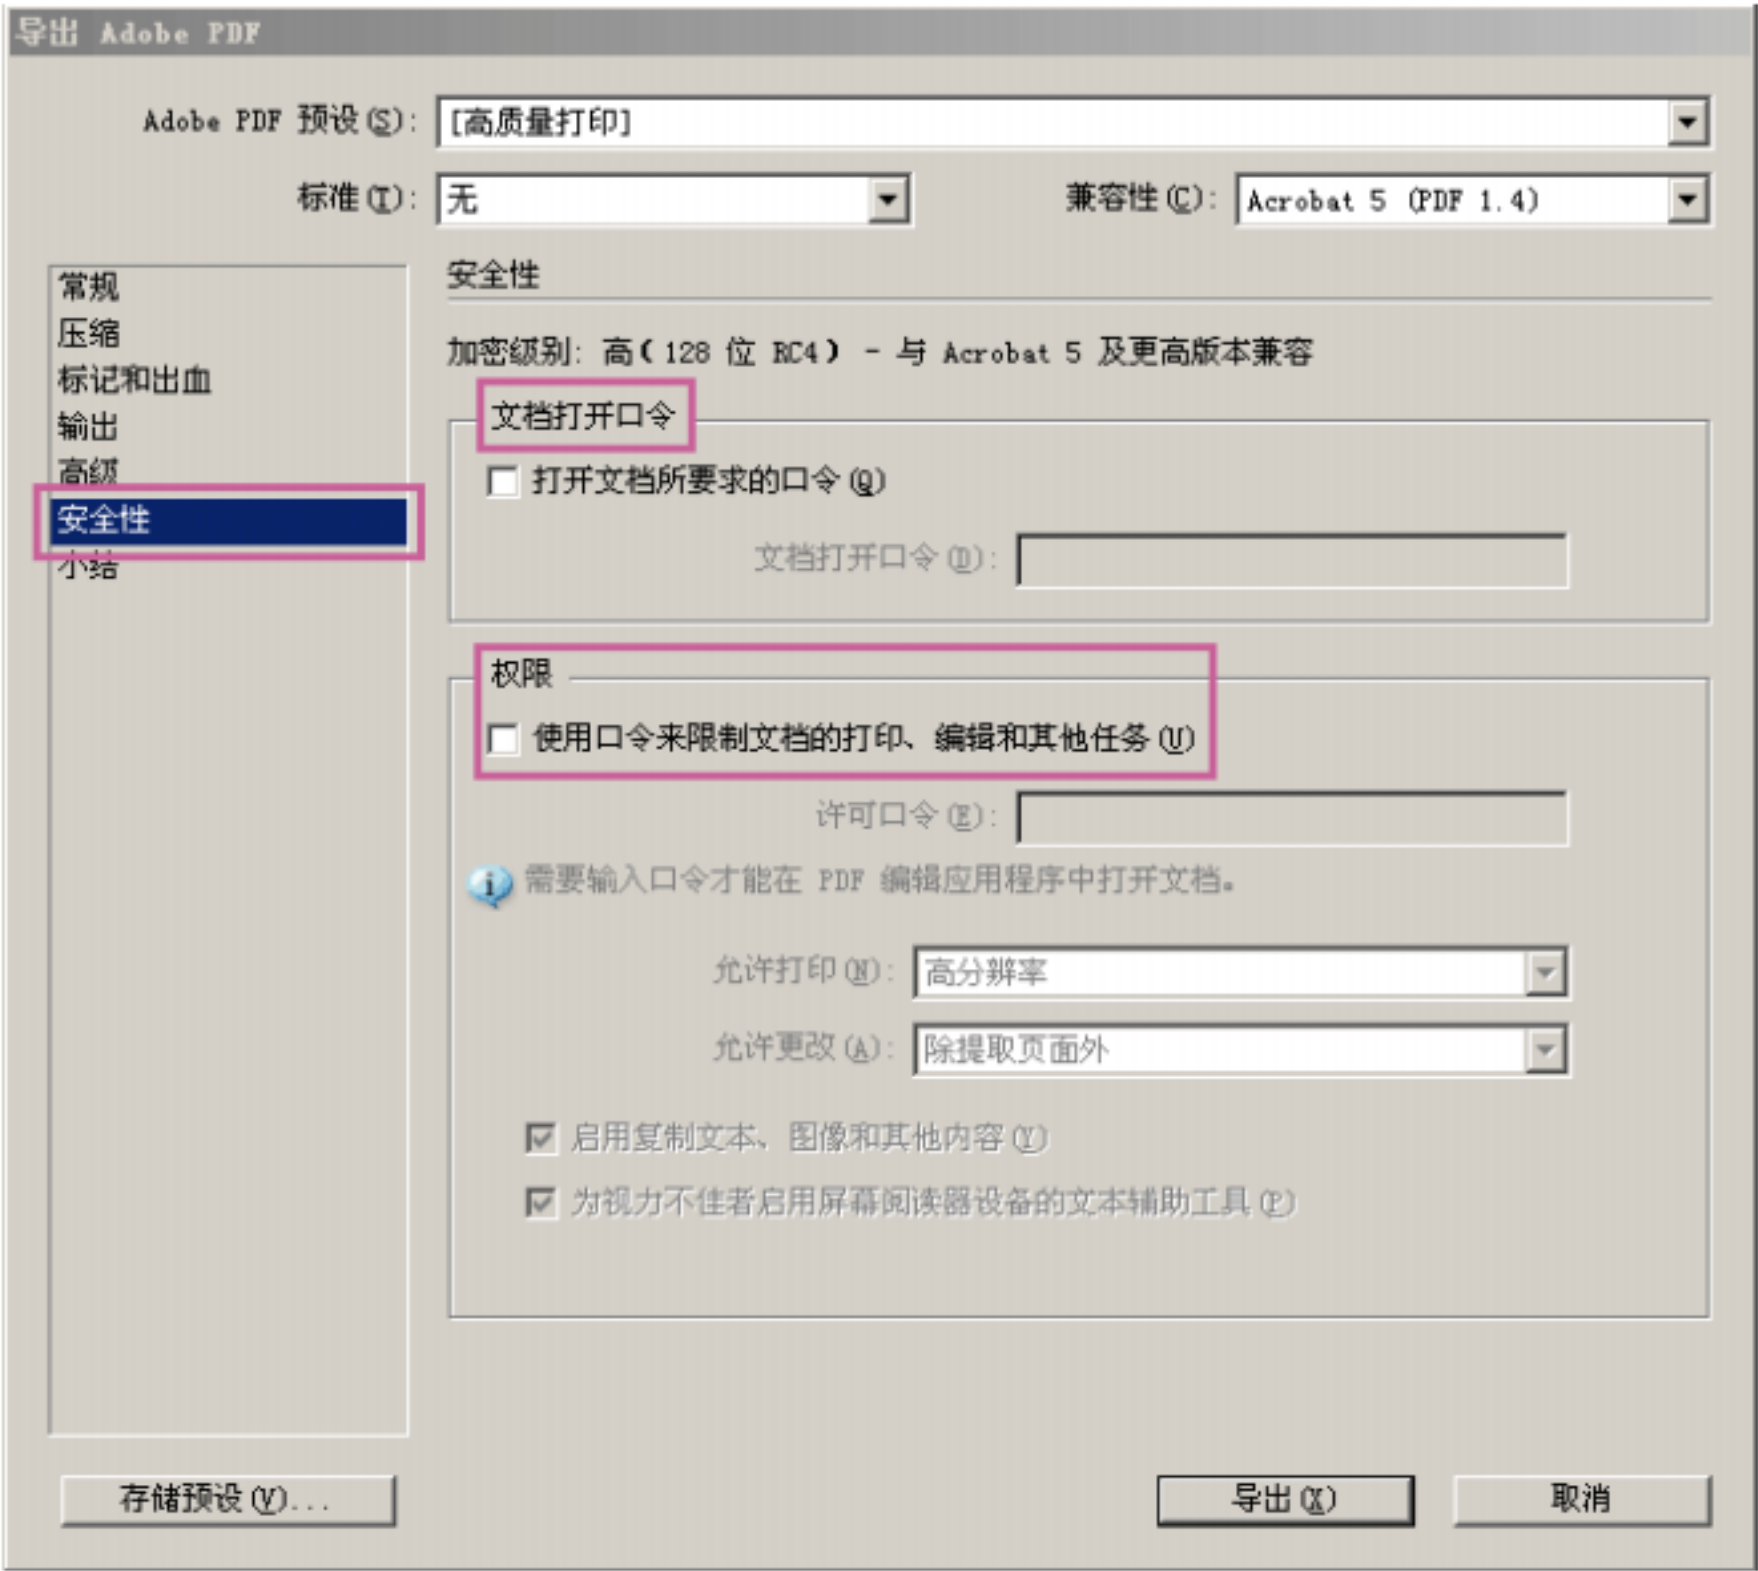 导出 Adobe PDF
Adobe PDF 预设(S): [高质量打印]
标准(T): 无 兼容性(C): Acrobat 5 (PDF 1.4)
常规
压缩
标记和出血
输出
高级
安全性
小结
安全性
加密级别: 高(128 位 RC4) - 与 Acrobat 5 及更高版本兼容
文档打开口令
打开文档所要求的口令(Q)
文档打开口令(D):
权限
使用口令来限制文档的打印、编辑和其他任务(U)
许可口令(E):
需要输入口令才能在 PDF 编辑应用程序中打开文档。
允许打印(N): 高分辨率
允许更改(A): 除提取页面外
启用复制文本、图像和其他内容(Y)
为视力不佳者启用屏幕阅读器设备的文本辅助工具(P)
存储预设(V)... 导出(X) 取消